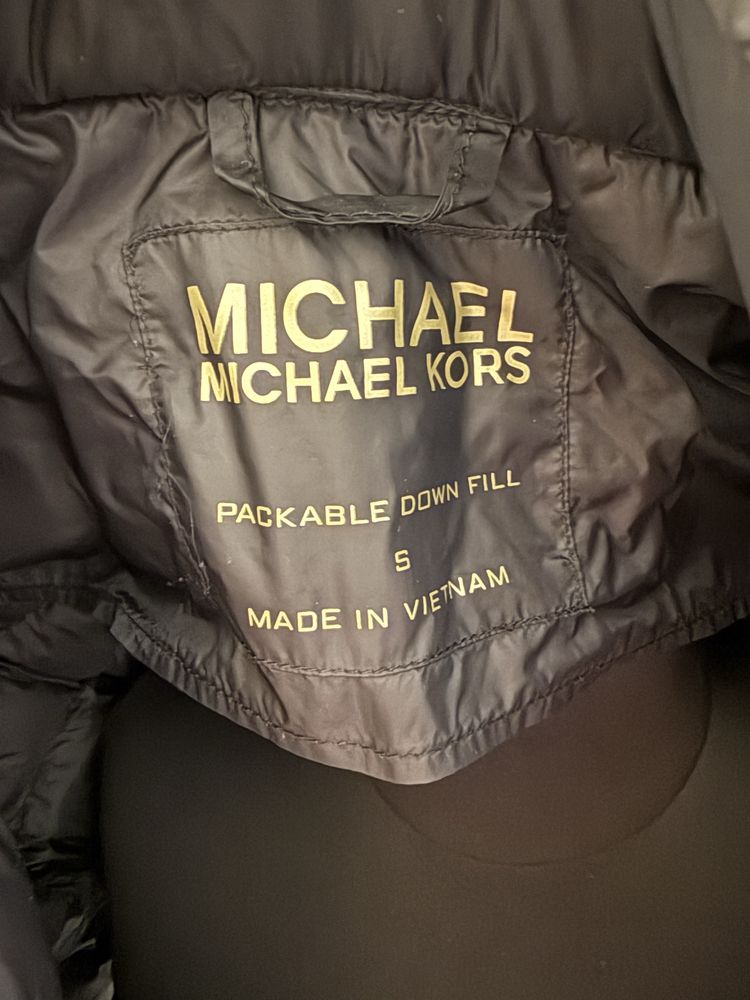 MICHAEL
MICHAEL KORS
PACKABLE DOWN FILL
S
MADE IN VIETNAM